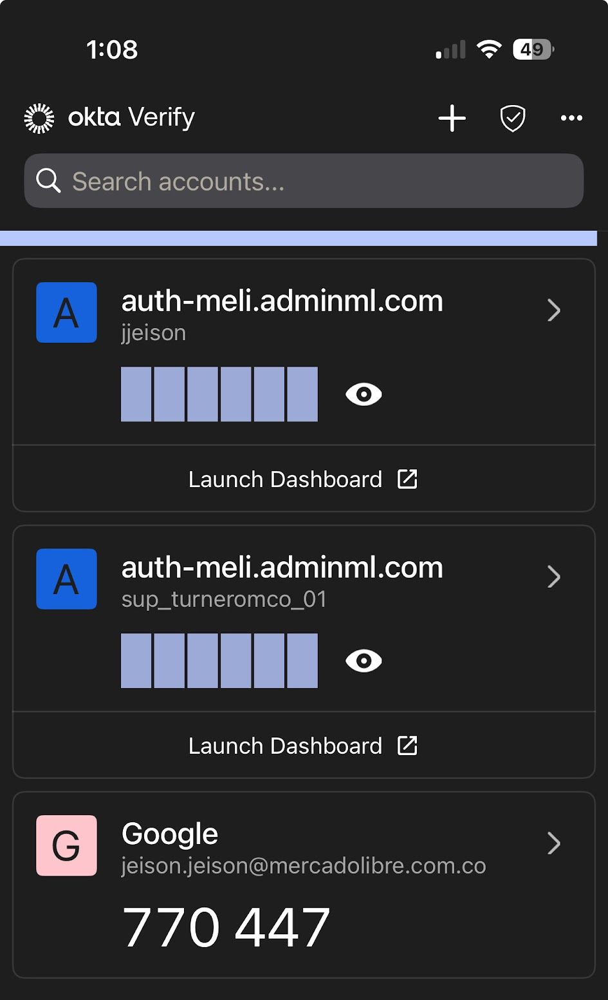 1:08
49
okta Verify
Search accounts...
A
auth-meli.adminml.com
jjeison
Launch Dashboard
A
auth-meli.adminml.com
sup_turneromco_01
Launch Dashboard
G
Google
jeison.jeison@mercadolibre.com.co
770 447